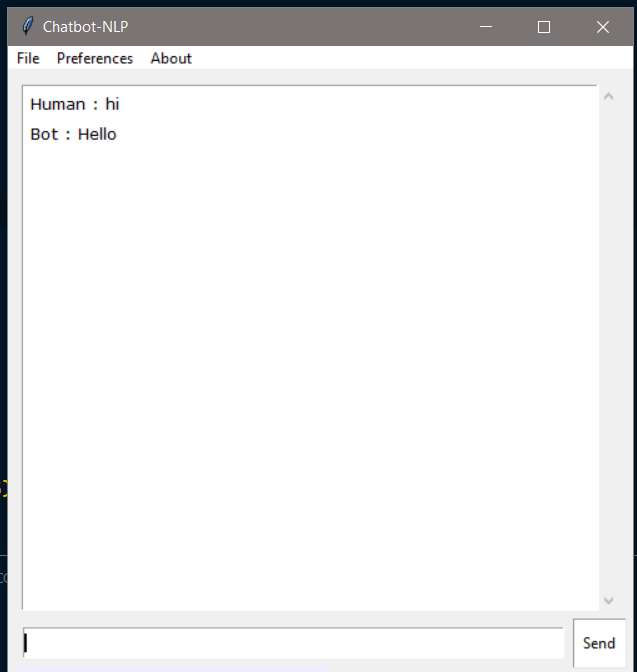 Chatbot-NLP
File Preferences About
Human : hi
Bot : Hello
Send